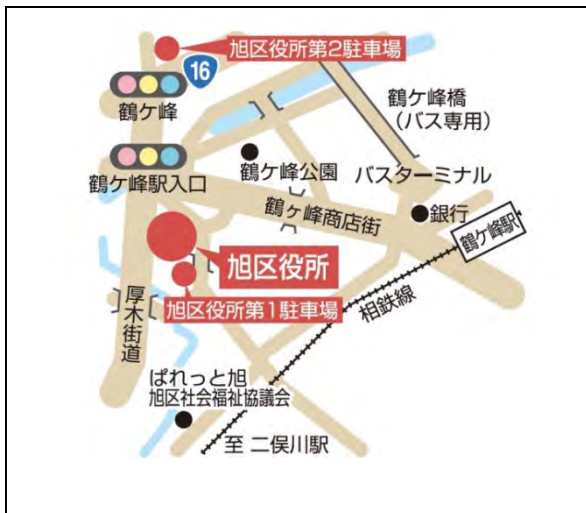 旭区役所第2駐車場
16
鶴ケ峰
鶴ケ峰橋
（バス専用）
鶴ケ峰駅入口
鶴ケ峰公園
バスターミナル
鶴ヶ峰商店街
銀行
鶴ケ峰駅
旭区役所
旭区役所第1駐車場
相鉄線
厚木街道
ぱれっと旭
旭区社会福祉協議会
至 二俣川駅